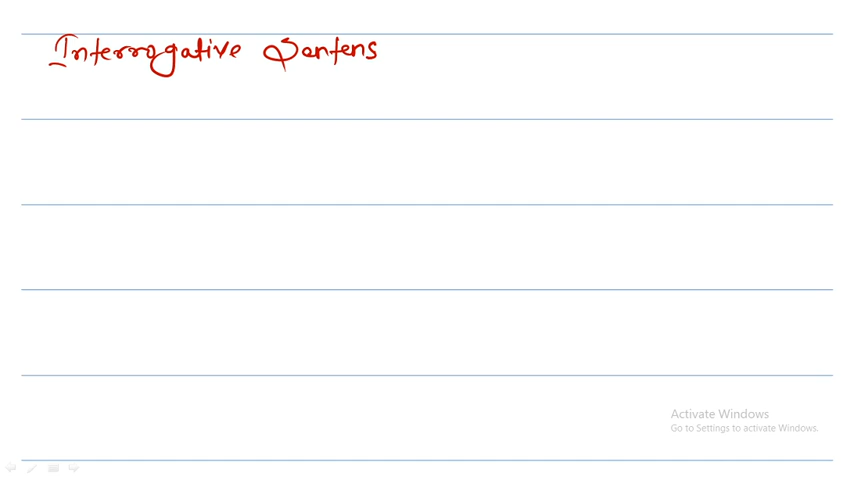 Interrogative Sentens
Activate Windows
Go to Settings to activate Windows.